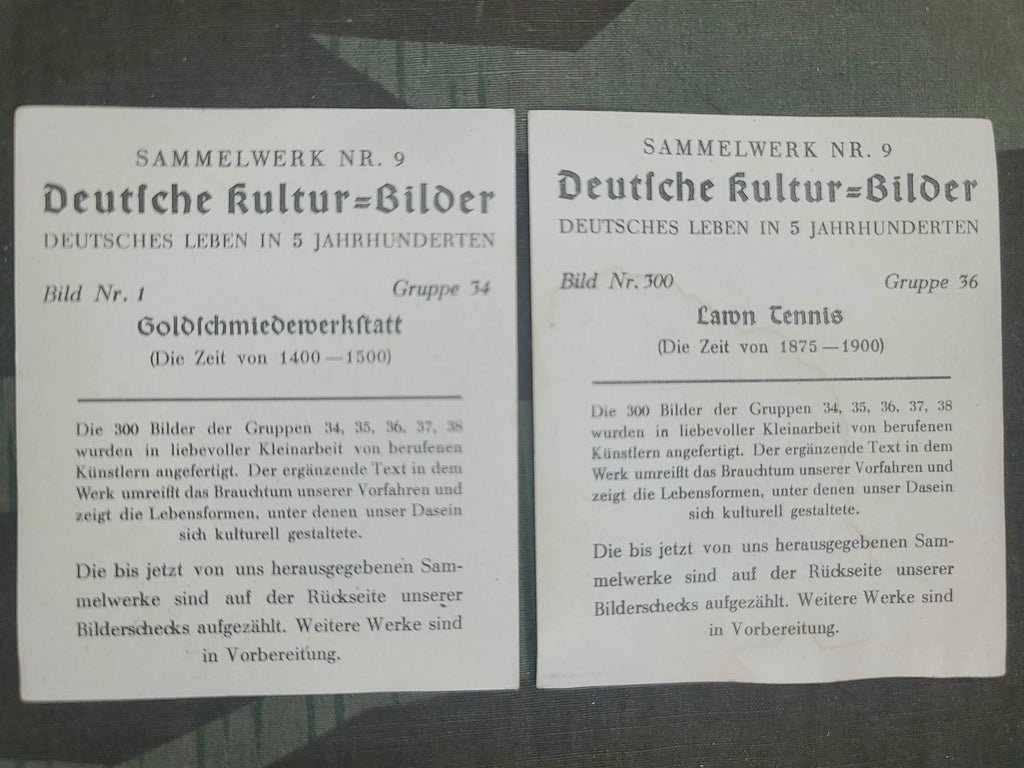 SAMMELWERK NR. 9
Deutſche Kultur=Bilder
DEUTSCHES LEBEN IN 5 JAHRHUNDERTEN
Bild Nr. 1 Gruppe 34
Goldſchmiedewerkſtatt
(Die Zeit von 1400—1500)
Die 300 Bilder der Gruppen 34, 35, 36, 37, 38
wurden in liebevoller Kleinarbeit von berufenen
Künstlern angefertigt. Der ergänzende Text in dem
Werk umreißt das Brauchtum unserer Vorfahren und
zeigt die Lebensformen, unter denen unser Dasein
sich kulturell gestaltete.
Die bis jetzt von uns herausgegebenen Sam-
melwerke sind auf der Rückseite unserer
Bilderschecks aufgezählt. Weitere Werke sind
in Vorbereitung.
SAMMELWERK NR. 9
Deutſche Kultur=Bilder
DEUTSCHES LEBEN IN 5 JAHRHUNDERTEN
Bild Nr. 300 Gruppe 36
Lawn Tennis
(Die Zeit von 1875—1900)
Die 300 Bilder der Gruppen 34, 35, 36, 37, 38
wurden in liebevoller Kleinarbeit von berufenen
Künstlern angefertigt. Der ergänzende Text in dem
Werk umreißt das Brauchtum unserer Vorfahren und
zeigt die Lebensformen, unter denen unser Dasein
sich kulturell gestaltete.
Die bis jetzt von uns herausgegebenen Sam-
melwerke sind auf der Rückseite unserer
Bilderschecks aufgezählt. Weitere Werke sind
in Vorbereitung.